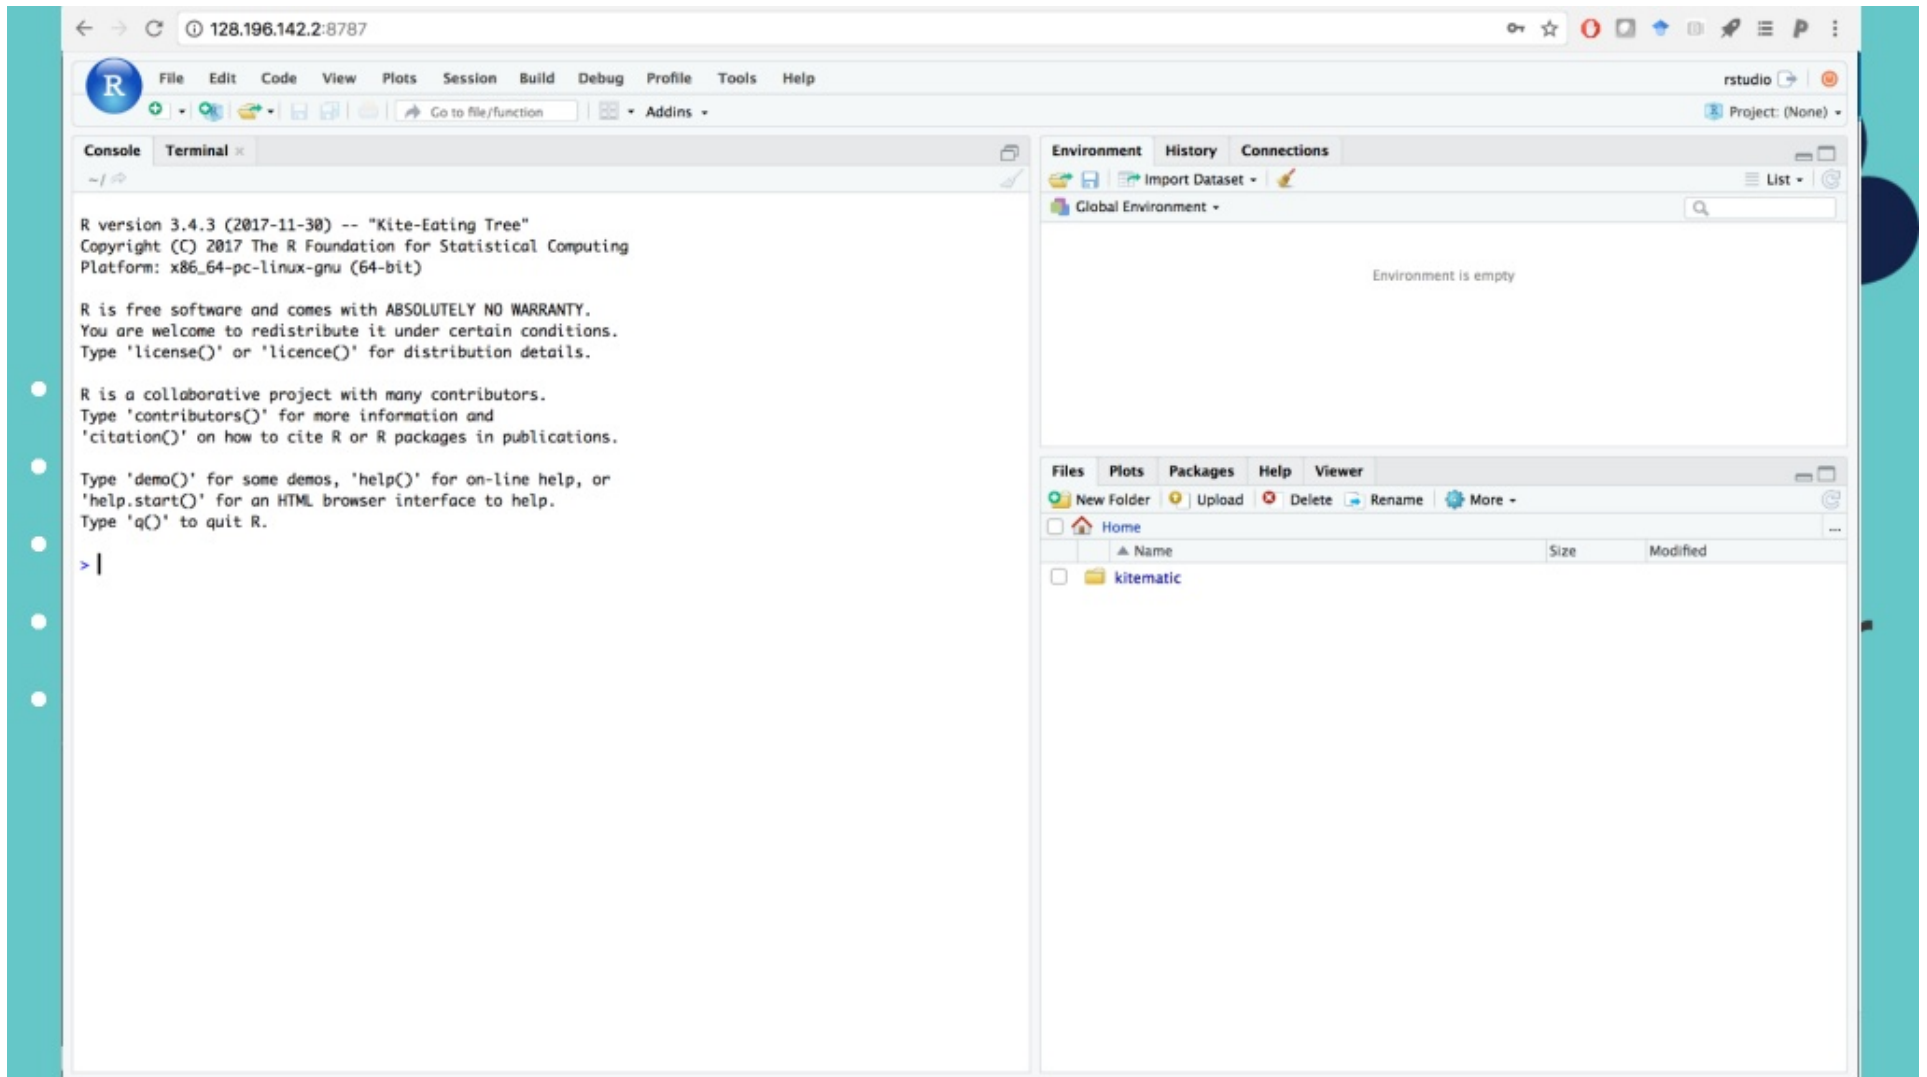 128.196.142.2:8787
R
File Edit Code View Plots Session Build Debug Profile Tools Help
rstudio
Go to file/function
Addins
Project: (None)
Console Terminal
~/
R version 3.4.3 (2017-11-30) -- "Kite-Eating Tree"
Copyright (C) 2017 The R Foundation for Statistical Computing
Platform: x86_64-pc-linux-gnu (64-bit)
R is free software and comes with ABSOLUTELY NO WARRANTY.
You are welcome to redistribute it under certain conditions.
Type 'license()' or 'licence()' for distribution details.
R is a collaborative project with many contributors.
Type 'contributors()' for more information and
'citation()' on how to cite R or R packages in publications.
Type 'demo()' for some demos, 'help()' for on-line help, or
'help.start()' for an HTML browser interface to help.
Type 'q()' to quit R.
>
Environment History Connections
Import Dataset
List
Global Environment
Environment is empty
Files Plots Packages Help Viewer
New Folder Upload Delete Rename More
Home
...
Name Size Modified
kitematic